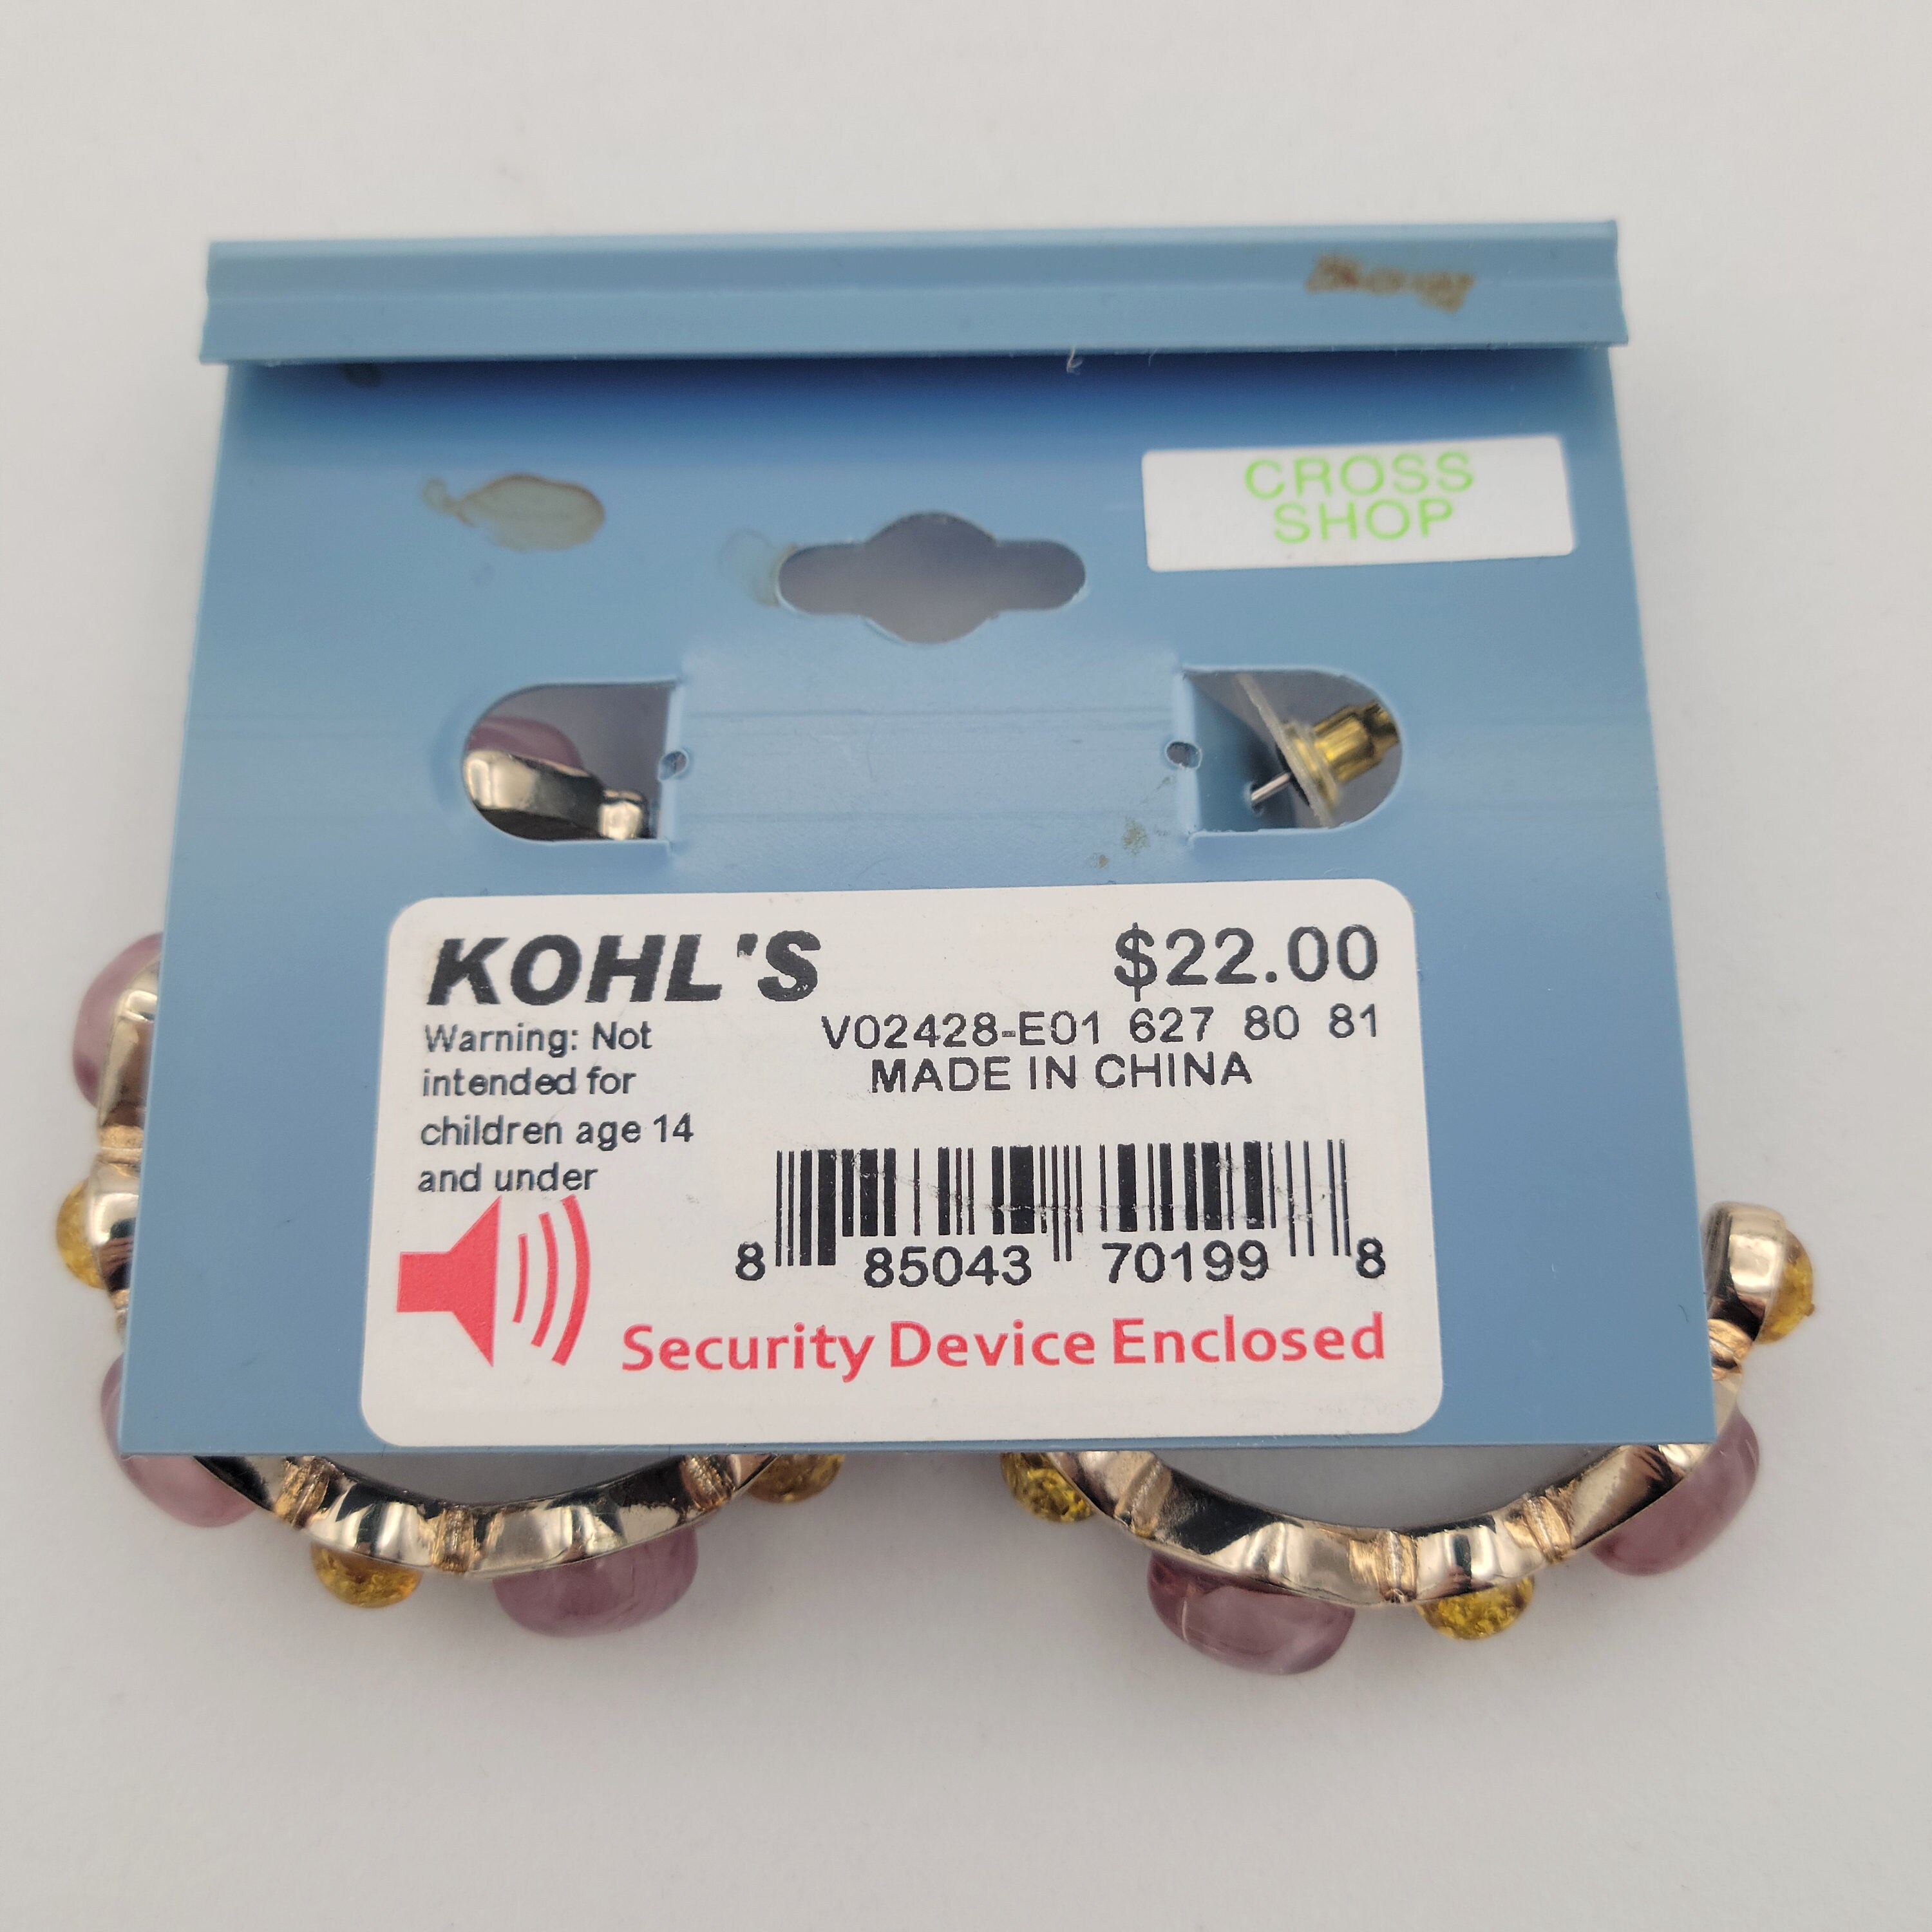 CROSS
SHOP
KOHL'S
$22.00
Warning: Not
intended for
children age 14
and under
V02428-E01 627 80 81
MADE IN CHINA
8 85043 70199 8
Security Device Enclosed